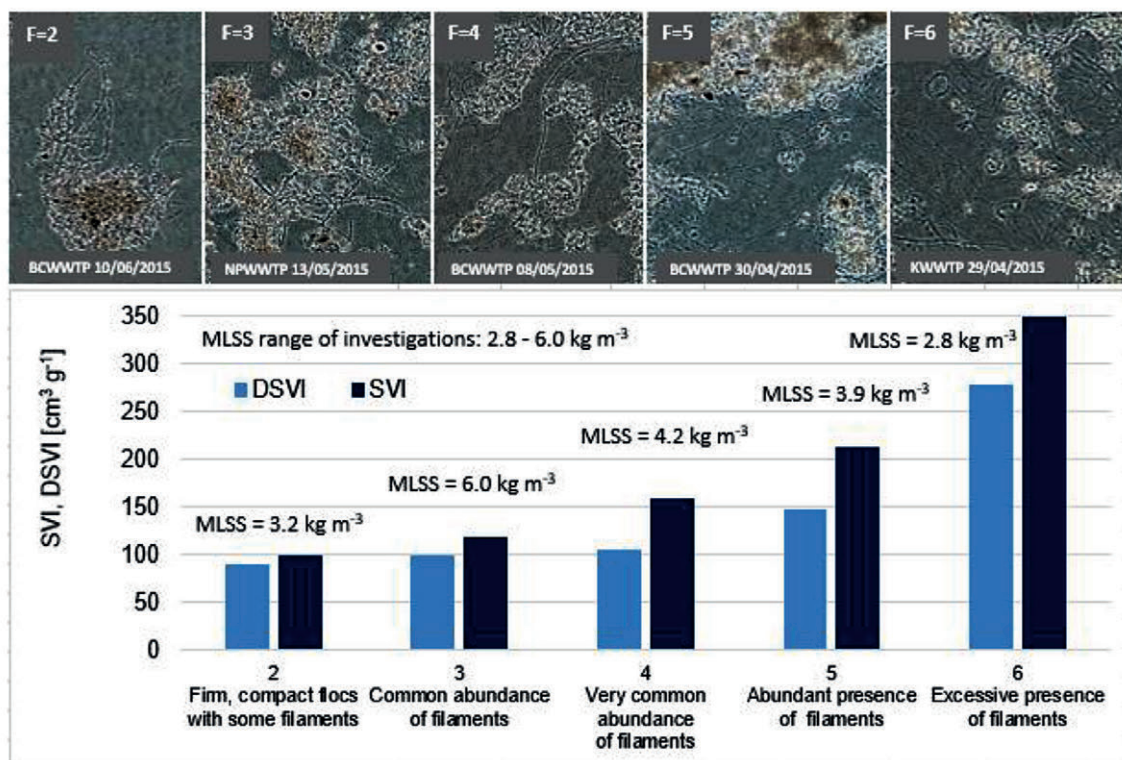 F=2
F=3
F=4
F=5
F=6
BCWWTP 10/06/2015
NPWWTP 13/05/2015
BCWWTP 08/05/2015
BCWWTP 30/04/2015
KWWTP 29/04/2015
SVI, DSVI [cm³ g⁻¹]
350
300
250
200
150
100
50
0
MLSS range of investigations: 2.8 - 6.0 kg m⁻³
DSVI SVI
MLSS = 3.2 kg m⁻³
MLSS = 6.0 kg m⁻³
MLSS = 4.2 kg m⁻³
MLSS = 3.9 kg m⁻³
MLSS = 2.8 kg m⁻³
2
Firm, compact flocs
with some filaments
3
Common abundance
of filaments
4
Very common
abundance
of filaments
5
Abundant presence
of filaments
6
Excessive presence
of filaments